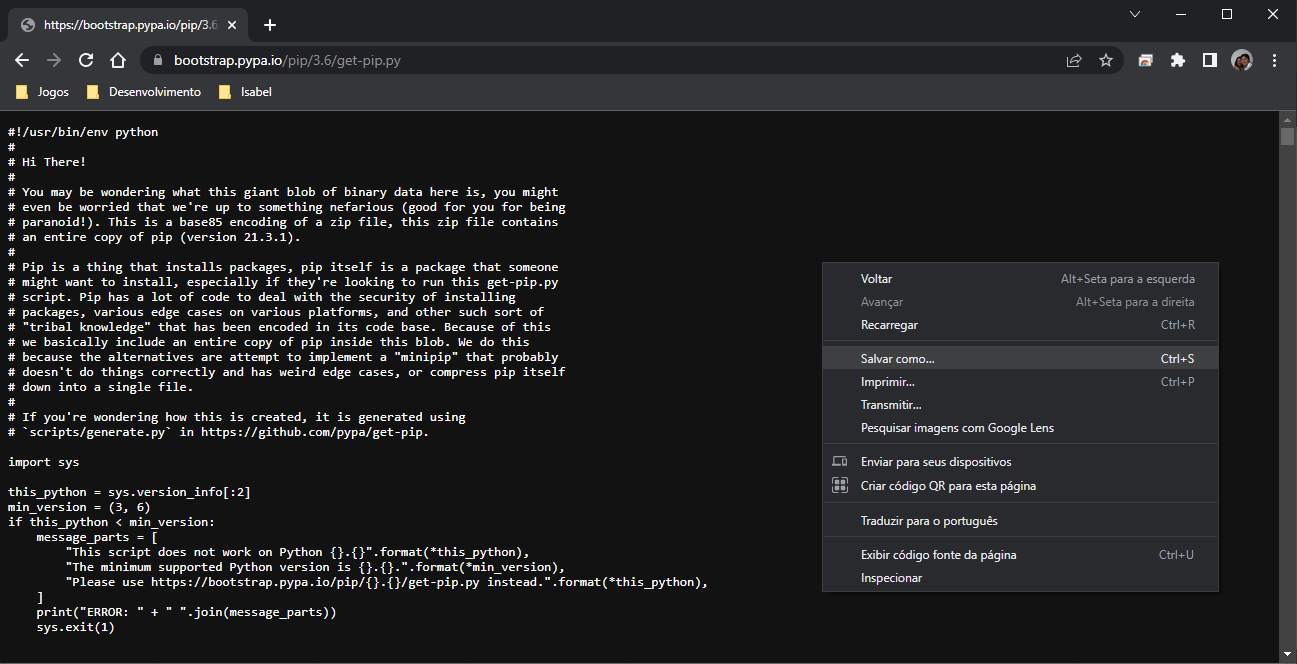 https://bootstrap.pypa.io/pip/3.6
bootstrap.pypa.io/pip/3.6/get-pip.py
Jogos Desenvolvimento Isabel
#!/usr/bin/env python
#
# Hi There!
#
# You may be wondering what this giant blob of binary data here is, you might
# even be worried that we're up to something nefarious (good for you for being
# paranoid!). This is a base85 encoding of a zip file, this zip file contains
# an entire copy of pip (version 21.3.1).
#
# Pip is a thing that installs packages, pip itself is a package that someone
# might want to install, especially if they're looking to run this get-pip.py
# script. Pip has a lot of code to deal with the security of installing
# packages, various edge cases on various platforms, and other such sort of
# "tribal knowledge" that has been encoded in its code base. Because of this
# we basically include an entire copy of pip inside this blob. We do this
# because the alternatives are attempt to implement a "minipip" that probably
# doesn't do things correctly and has weird edge cases, or compress pip itself
# down into a single file.
#
# If you're wondering how this is created, it is generated using
# `scripts/generate.py` in https://github.com/pypa/get-pip.
import sys
this_python = sys.version_info[:2]
min_version = (3, 6)
if this_python < min_version:
    message_parts = [
        "This script does not work on Python {}.{}".format(*this_python),
        "The minimum supported Python version is {}.{}.".format(*min_version),
        "Please use https://bootstrap.pypa.io/pip/{}.{}/get-pip.py instead.".format(*this_python),
    ]
    print("ERROR: " + " ".join(message_parts))
    sys.exit(1)
Voltar Alt+Seta para a esquerda
Avançar Alt+Seta para a direita
Recarregar Ctrl+R
Salvar como... Ctrl+S
Imprimir... Ctrl+P
Transmitir...
Pesquisar imagens com Google Lens
Enviar para seus dispositivos
Criar código QR para esta página
Traduzir para o português
Exibir código fonte da página Ctrl+U
Inspecionar